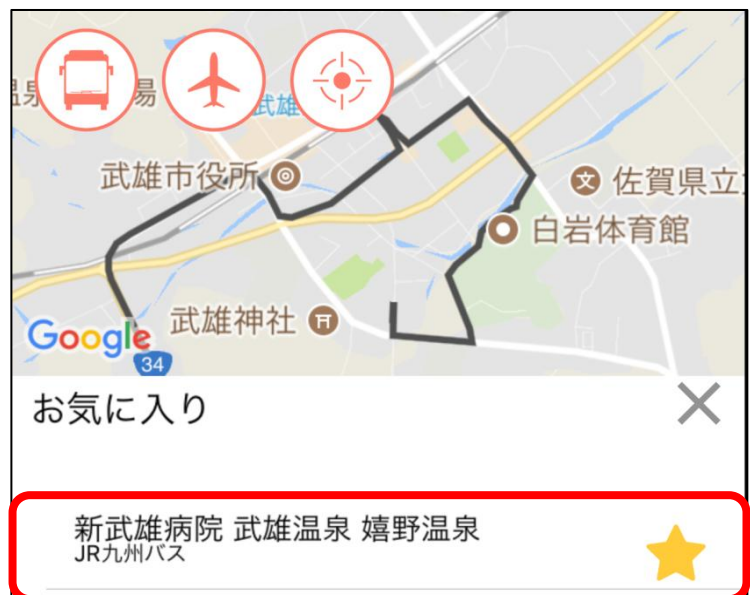 場
武雄
武雄市役所
佐賀県立
白岩体育館
武雄神社
Google
34
お気に入り
新武雄病院 武雄温泉 嬉野温泉
JR九州バス